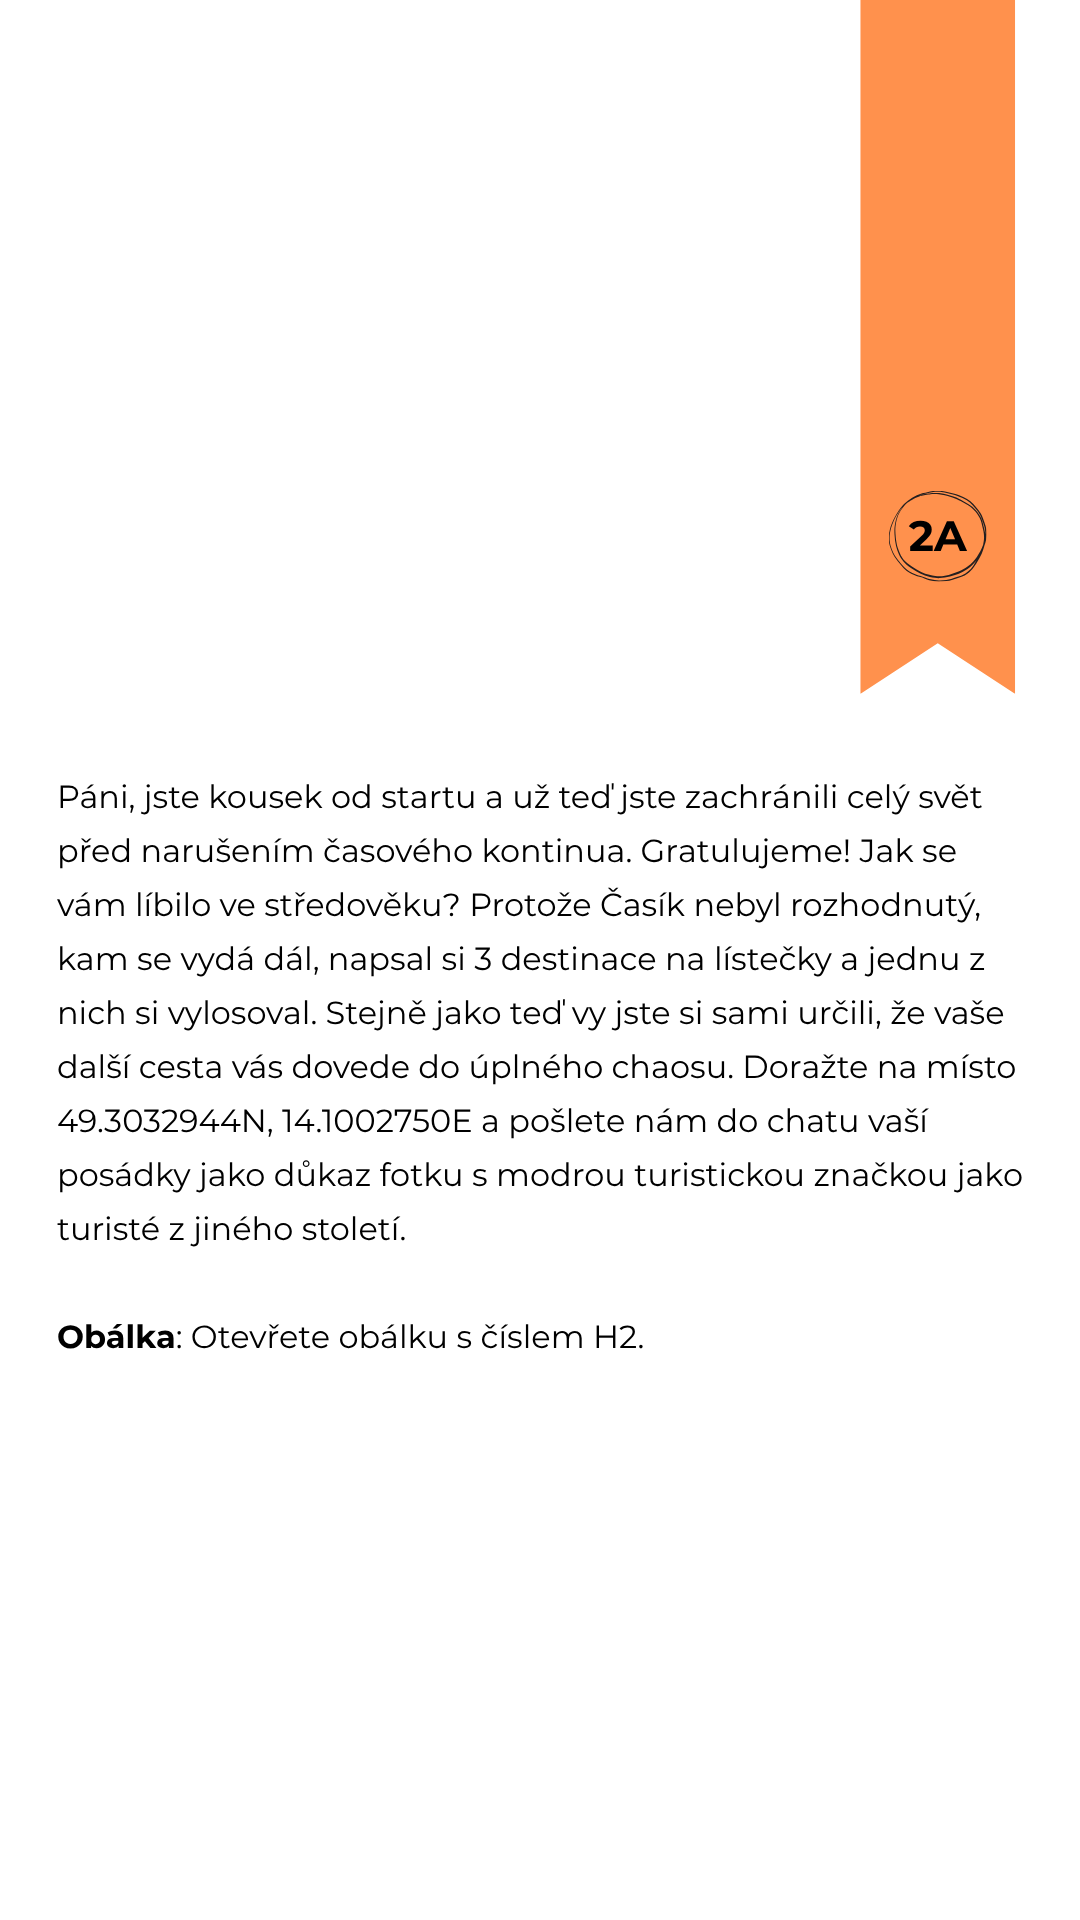 2A
Páni, jste kousek od startu a už teď jste zachránili celý svět
před narušením časového kontinua. Gratulujeme! Jak se
vám líbilo ve středověku? Protože Časík nebyl rozhodnutý,
kam se vydá dál, napsal si 3 destinace na lístečky a jednu z
nich si vylosoval. Stejně jako teď vy jste si sami určili, že vaše
další cesta vás dovede do úplného chaosu. Doražte na místo
49.3032944N, 14.1002750E a pošlete nám do chatu vaší
posádky jako důkaz fotku s modrou turistickou značkou jako
turisté z jiného století.
Obálka: Otevřete obálku s číslem H2.